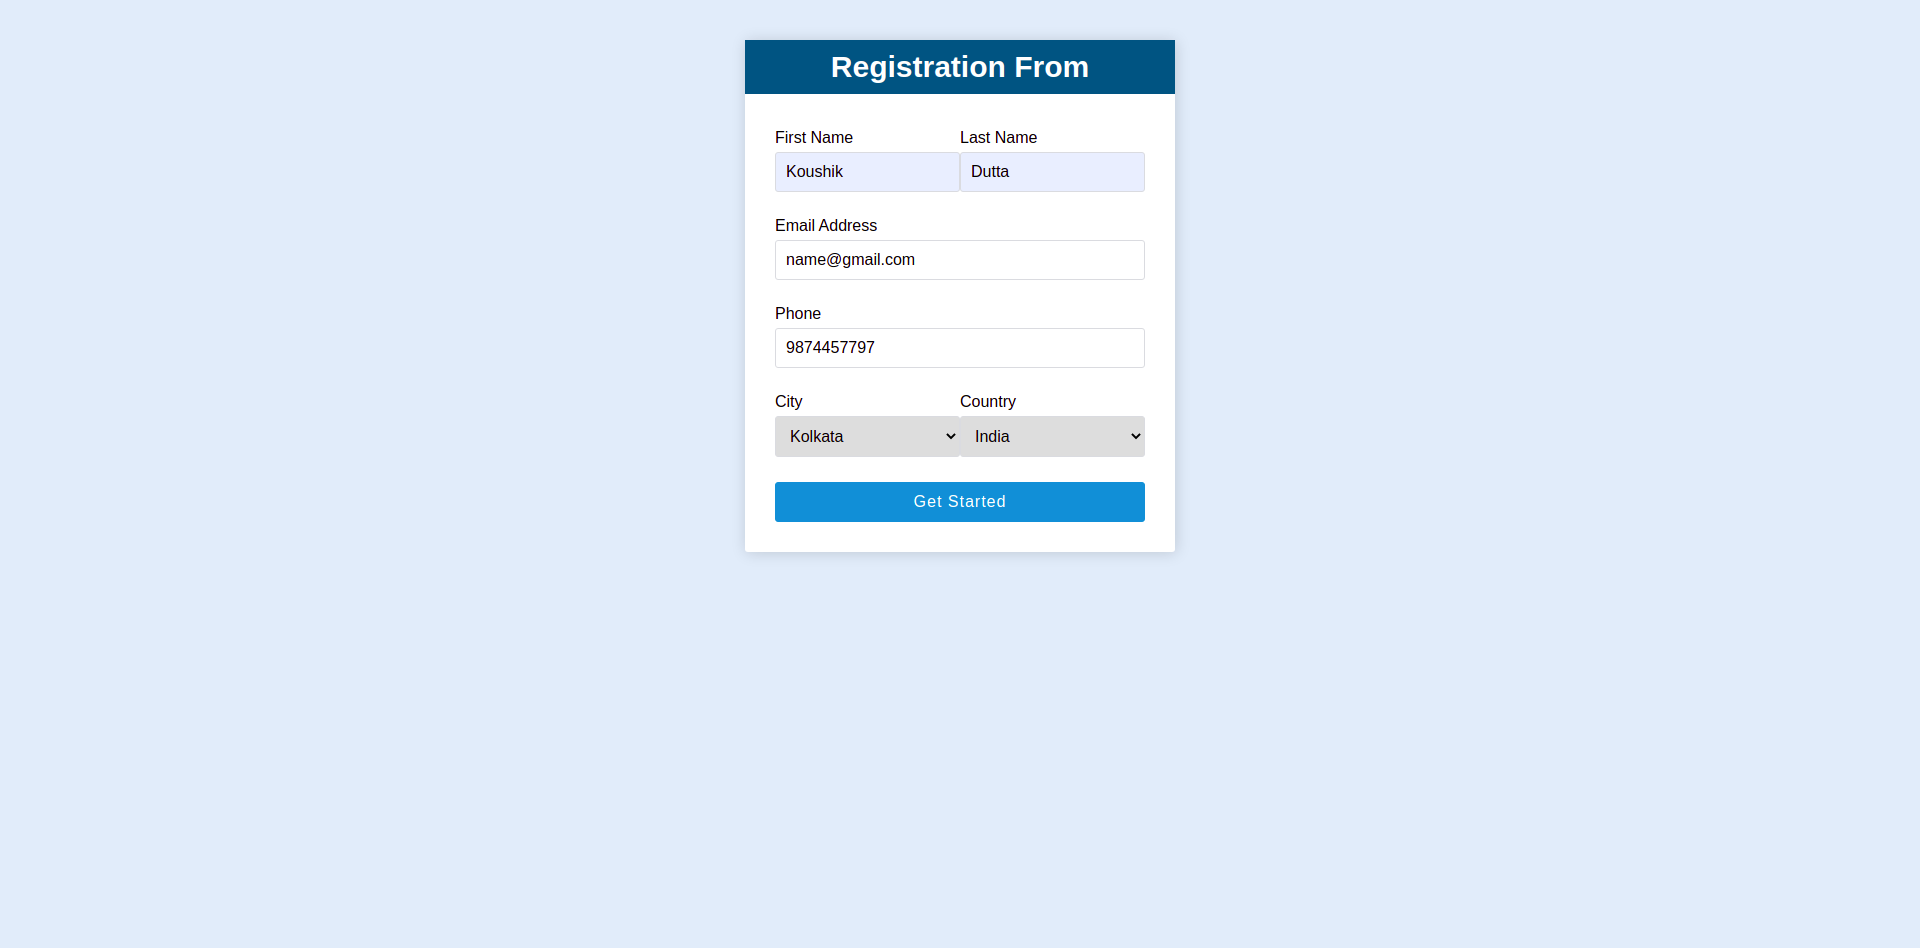 Registration From
First Name Last Name
Koushik Dutta
Email Address
name@gmail.com
Phone
9874457797
City Country
Kolkata India
Get Started